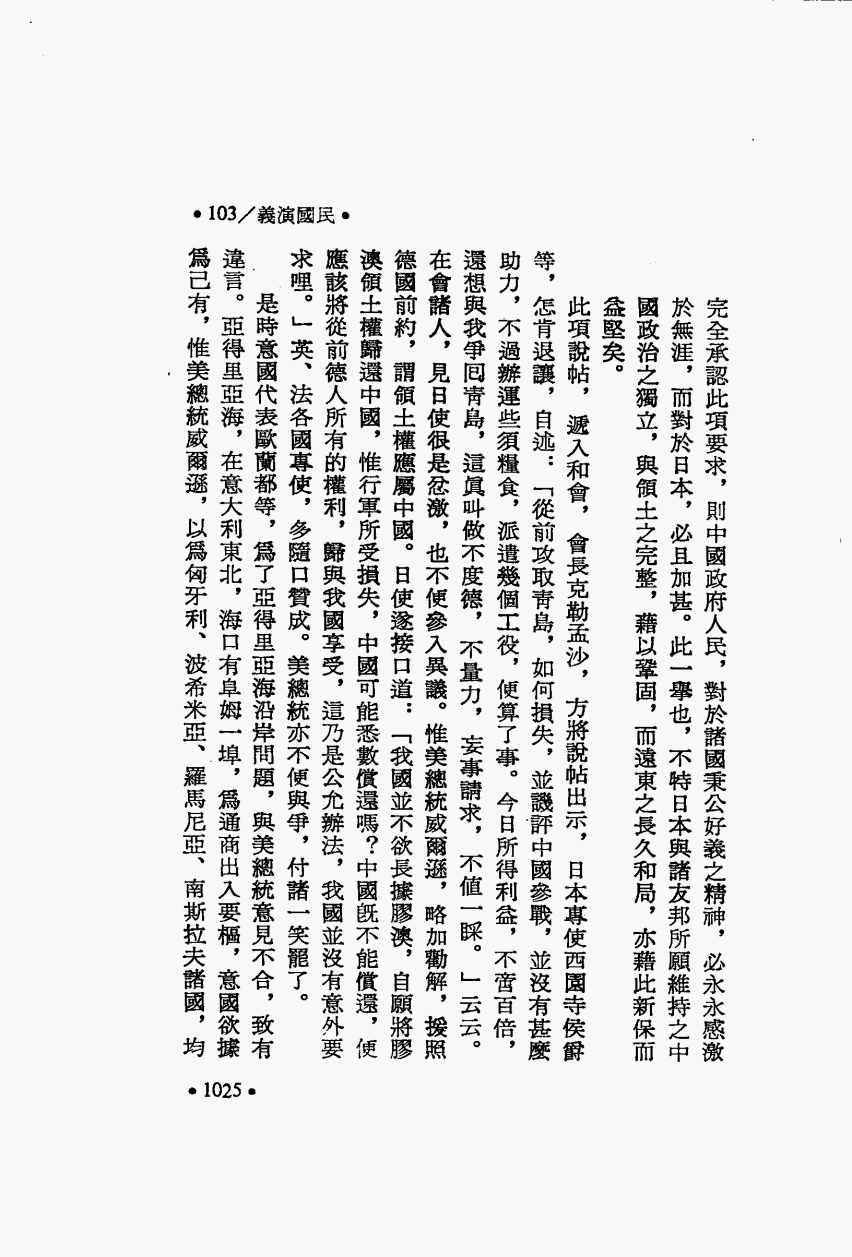 •103／義演國民•
完全承認此項要求，則中國政府人民，對於諸國秉公好義之精神，必永永感激
於無涯，而對於日本，必且加甚。此一舉也，不特日本與諸友邦所願維持之中
國政治之獨立，與領土之完整，藉以鞏固，而遠東之長久和局，亦藉此新保而
益堅矣。
此項說帖，遞入和會，會長克勒孟沙，方將說帖出示，日本專使西園寺侯爵
等，怎肯退讓，自述：「從前攻取靑島，如何損失，並譏評中國參戰，並沒有甚麼
助力，不過辦運些須糧食，派遣幾個工役，便算了事。今日所得利益，不啻百倍，
還想與我爭回靑島，這眞叫做不度德，不量力，妄事請求，不値一睬。」云云。
在會諸人，見日使很是忿激，也不便參入異議。惟美總統威爾遜，略加勸解，援照
德國前約，謂領土權應屬中國。日使遂接口道：「我國並不欲長據膠澳，自願將膠
澳領土權歸還中國，惟行軍所受損失，中國可能悉數償還嗎？中國旣不能償還，便
應該將從前德人所有的權利，歸與我國享受，這乃是公允辦法，我國並沒有意外要
求哩。」英、法各國專使，多隨口贊成。美總統亦不便與爭，付諸一笑罷了。
是時意國代表歐蘭都等，爲了亞得里亞海沿岸問題，與美總統意見不合，致有
違言。亞得里亞海，在意大利東北，海口有阜姆一埠，爲通商出入要樞，意國欲據
爲己有，惟美總統威爾遜，以爲匈牙利、波希米亞、羅馬尼亞、南斯拉夫諸國，均
•1025•